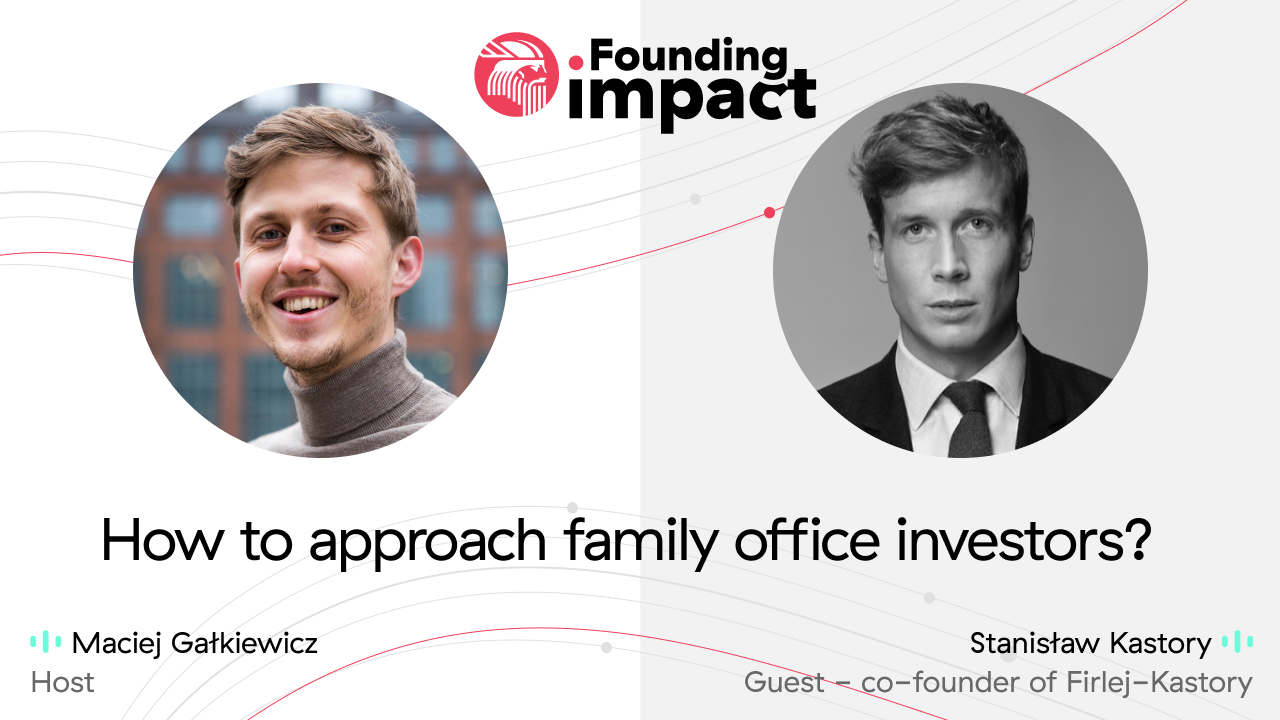 Founding
impact
How to approach family office investors?
Maciej Gałkiewicz
Host
Stanisław Kastory
Guest – co–founder of Firlej–Kastory